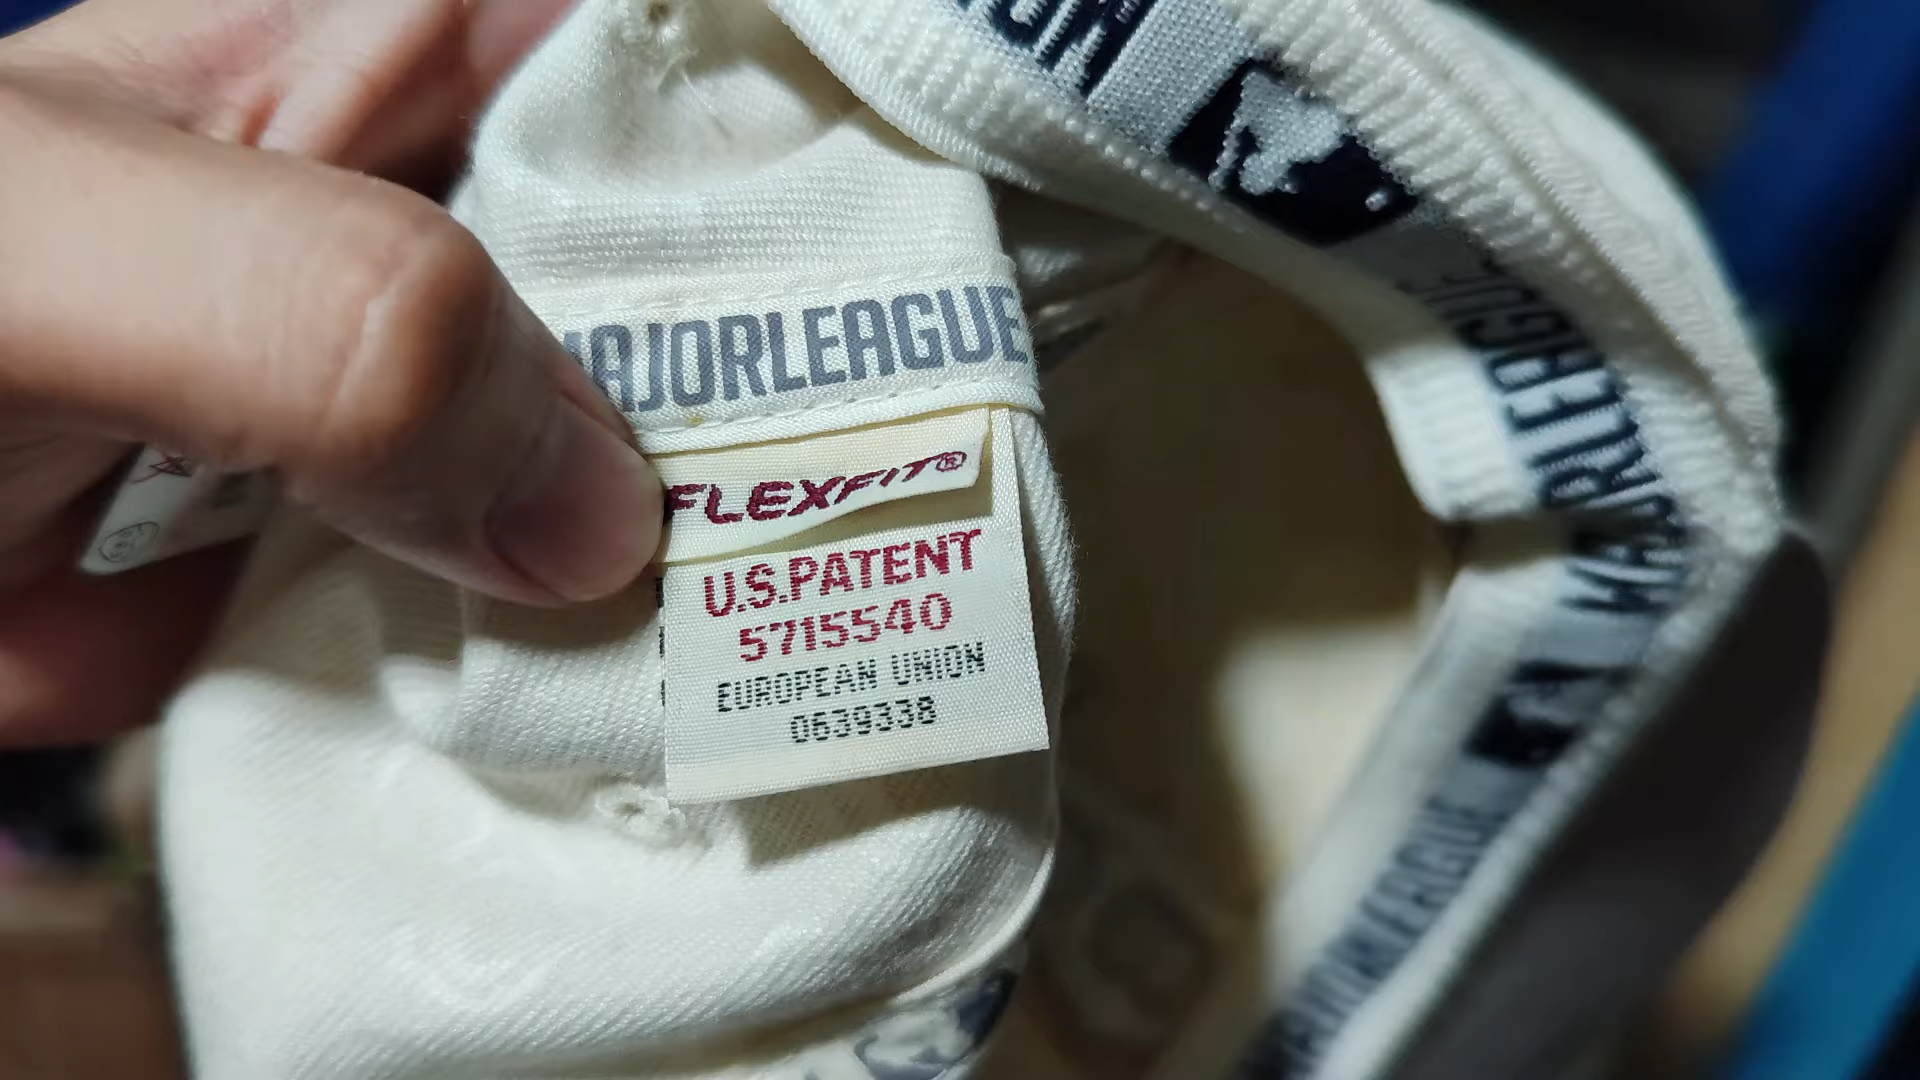 MAJORLEAGUE
FLEXFIT®
U.S.PATENT
5715540
EUROPEAN UNION
0639338
MAJORLEAGUE
MAJORLEAGUE